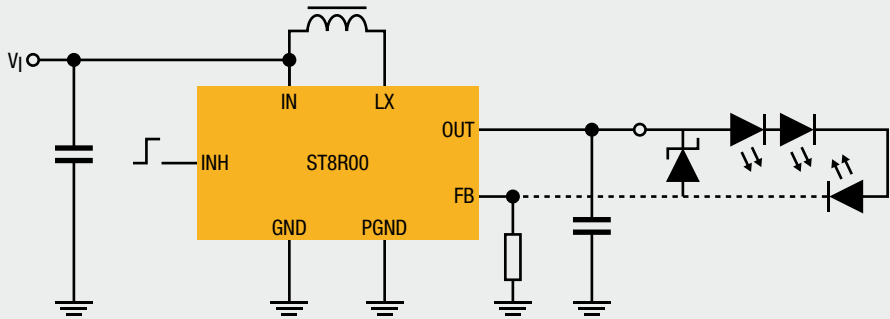 VI
IN
LX
OUT
INH
ST8R00
FB
GND
PGND